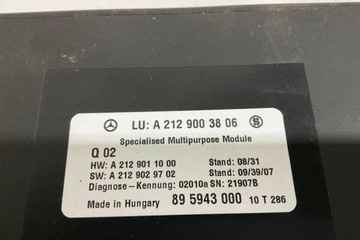 LU: A 212 900 38 06
Specialised Multipurpose Module
Q 02
HW: A 212 901 10 00 Stand: 08/31
SW: A 212 902 97 02 Stand: 09/39/07
Diagnose - Kennung: 02010a SN: 21907B
Made in Hungary 89 5943 000 10 T 286